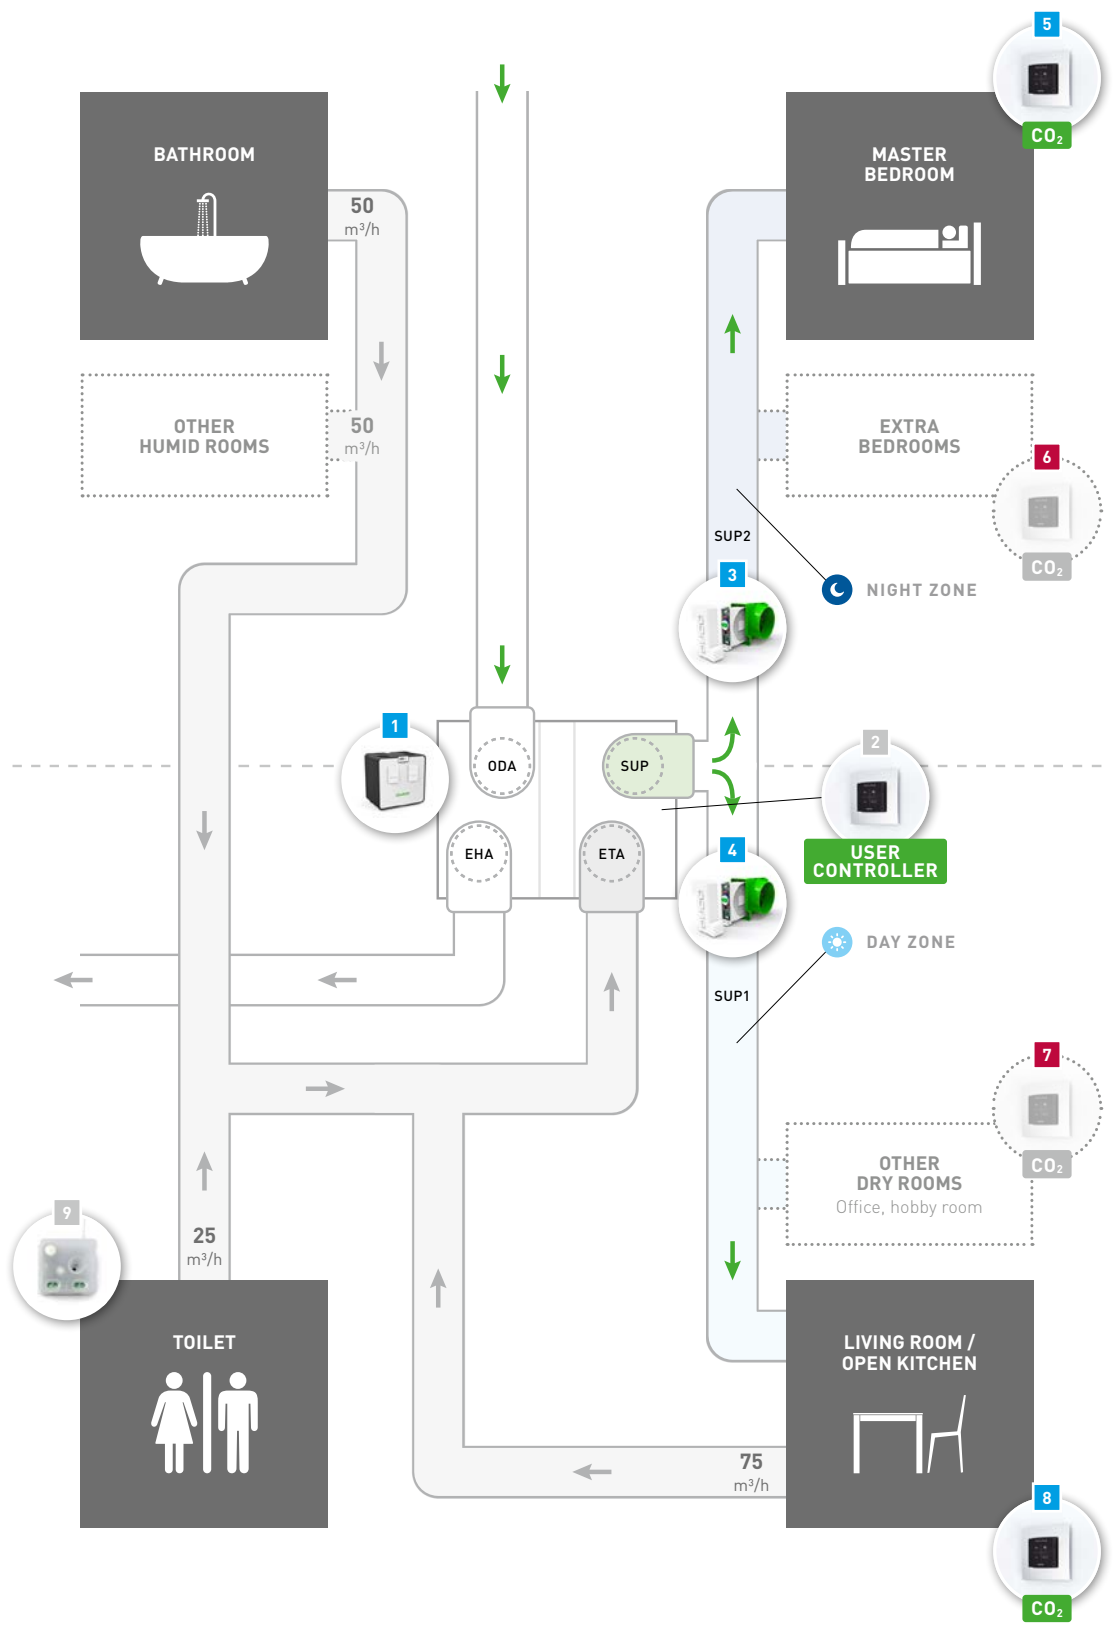 5
CO₂
BATHROOM
MASTER
BEDROOM
50
m³/h
OTHER
HUMID ROOMS
50
m³/h
EXTRA
BEDROOMS
6
CO₂
SUP2
3
NIGHT ZONE
1
ODA
SUP
2
USER
CONTROLLER
EHA
ETA
4
DAY ZONE
SUP1
7
CO₂
OTHER
DRY ROOMS
Office, hobby room
9
25
m³/h
TOILET
LIVING ROOM /
OPEN KITCHEN
75
m³/h
8
CO₂